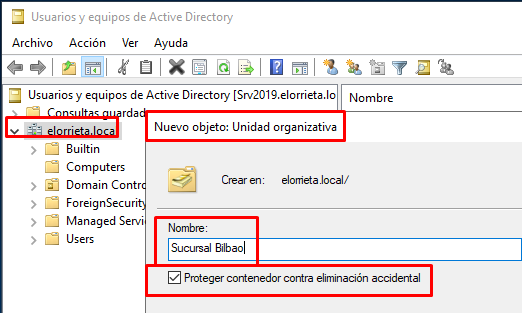 Usuarios y equipos de Active Directory
Archivo Acción Ver Ayuda
Usuarios y equipos de Active Directory [Srv2019.elorrieta.lo
Nombre
Consultas guardad
elorrieta.local
Nuevo objeto: Unidad organizativa
Builtin
Computers
Domain Contro
ForeignSecurity
Managed Servic
Users
Crear en: elorrieta.local/
Nombre:
Sucursal Bilbao
Proteger contenedor contra eliminación accidental